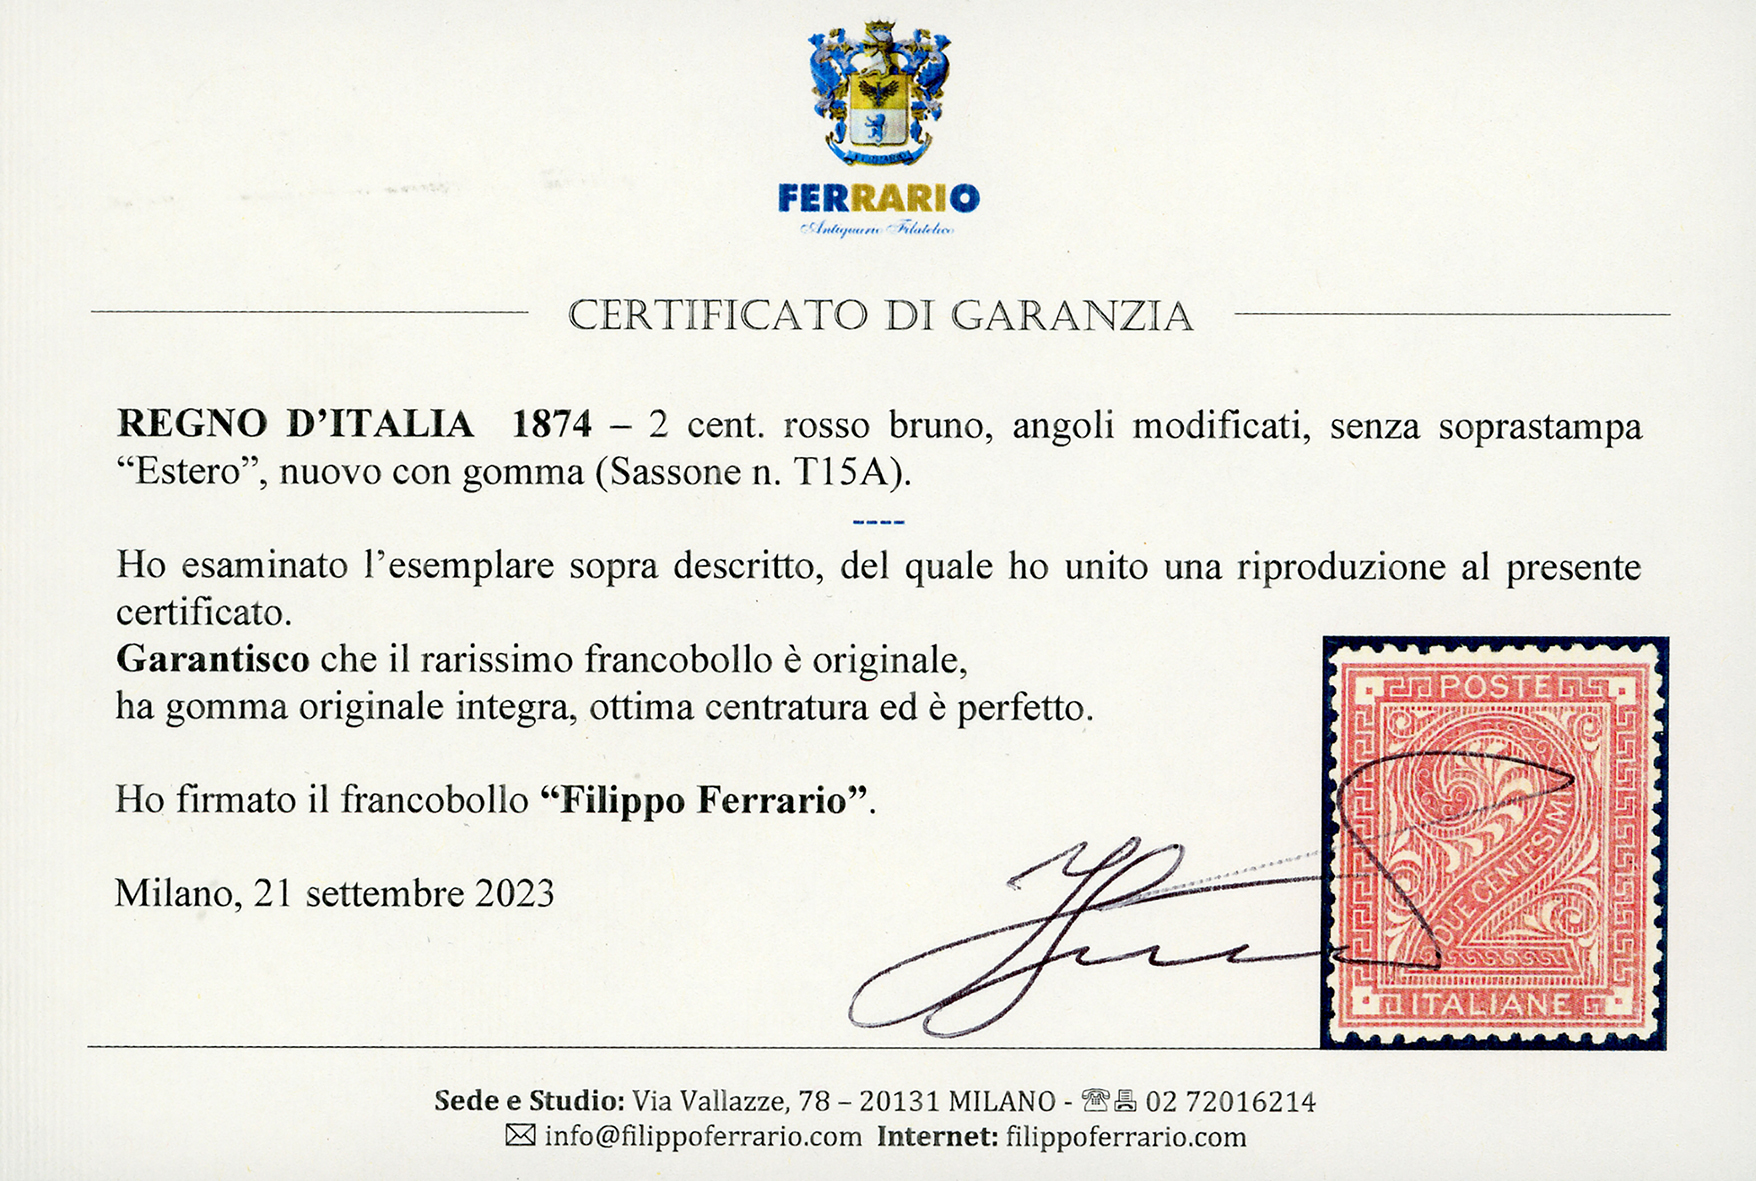 FERRARIO
Antiquario Filatelico
CERTIFICATO DI GARANZIA
REGNO D’ITALIA 1874 – 2 cent. rosso bruno, angoli modificati, senza soprastampa
“Estero”, nuovo con gomma (Sassone n. T15A).
----
Ho esaminato l’esemplare sopra descritto, del quale ho unito una riproduzione al presente
certificato.
Garantisco che il rarissimo francobollo è originale,
ha gomma originale integra, ottima centratura ed è perfetto.
Ho firmato il francobollo “Filippo Ferrario”.
Milano, 21 settembre 2023
POSTE
2
DUE CENTESIMI
ITALIANE
Sede e Studio: Via Vallazze, 78 – 20131 MILANO - 02 72016214
info@filippoferrario.com Internet: filippoferrario.com